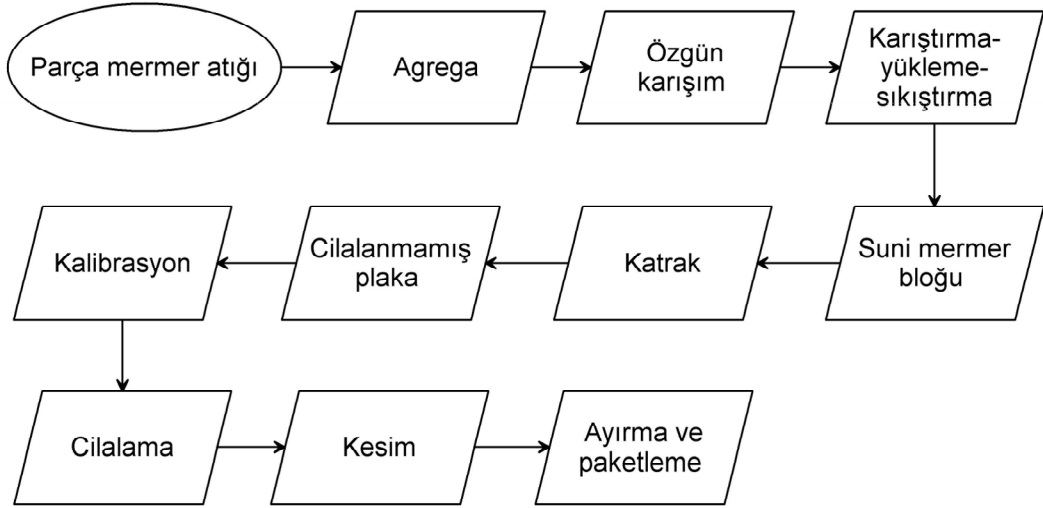 Parça mermer atığı
Agrega
Özgün
karışım
Karıştırma-
yükleme-
sıkıştırma
Suni mermer
bloğu
Katrak
Cilalanmamış
plaka
Kalibrasyon
Cilalama
Kesim
Ayırma ve
paketleme